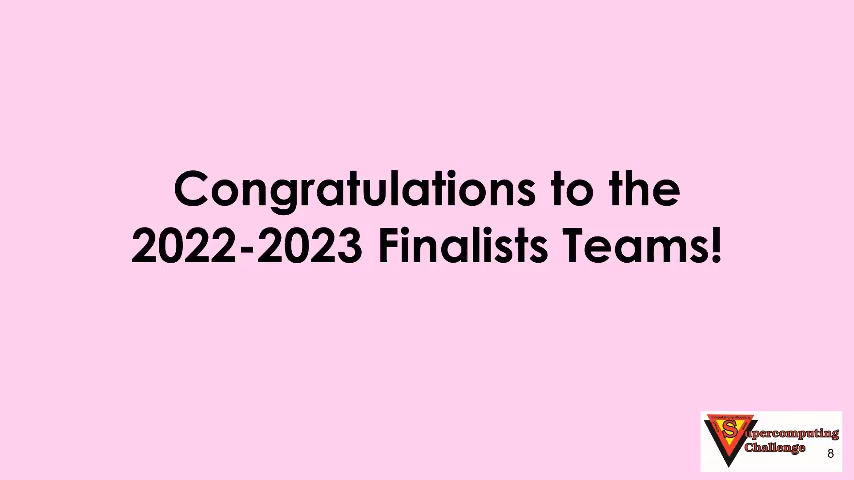 Congratulations to the
2022-2023 Finalists Teams!
Supercomputing
Challenge
8